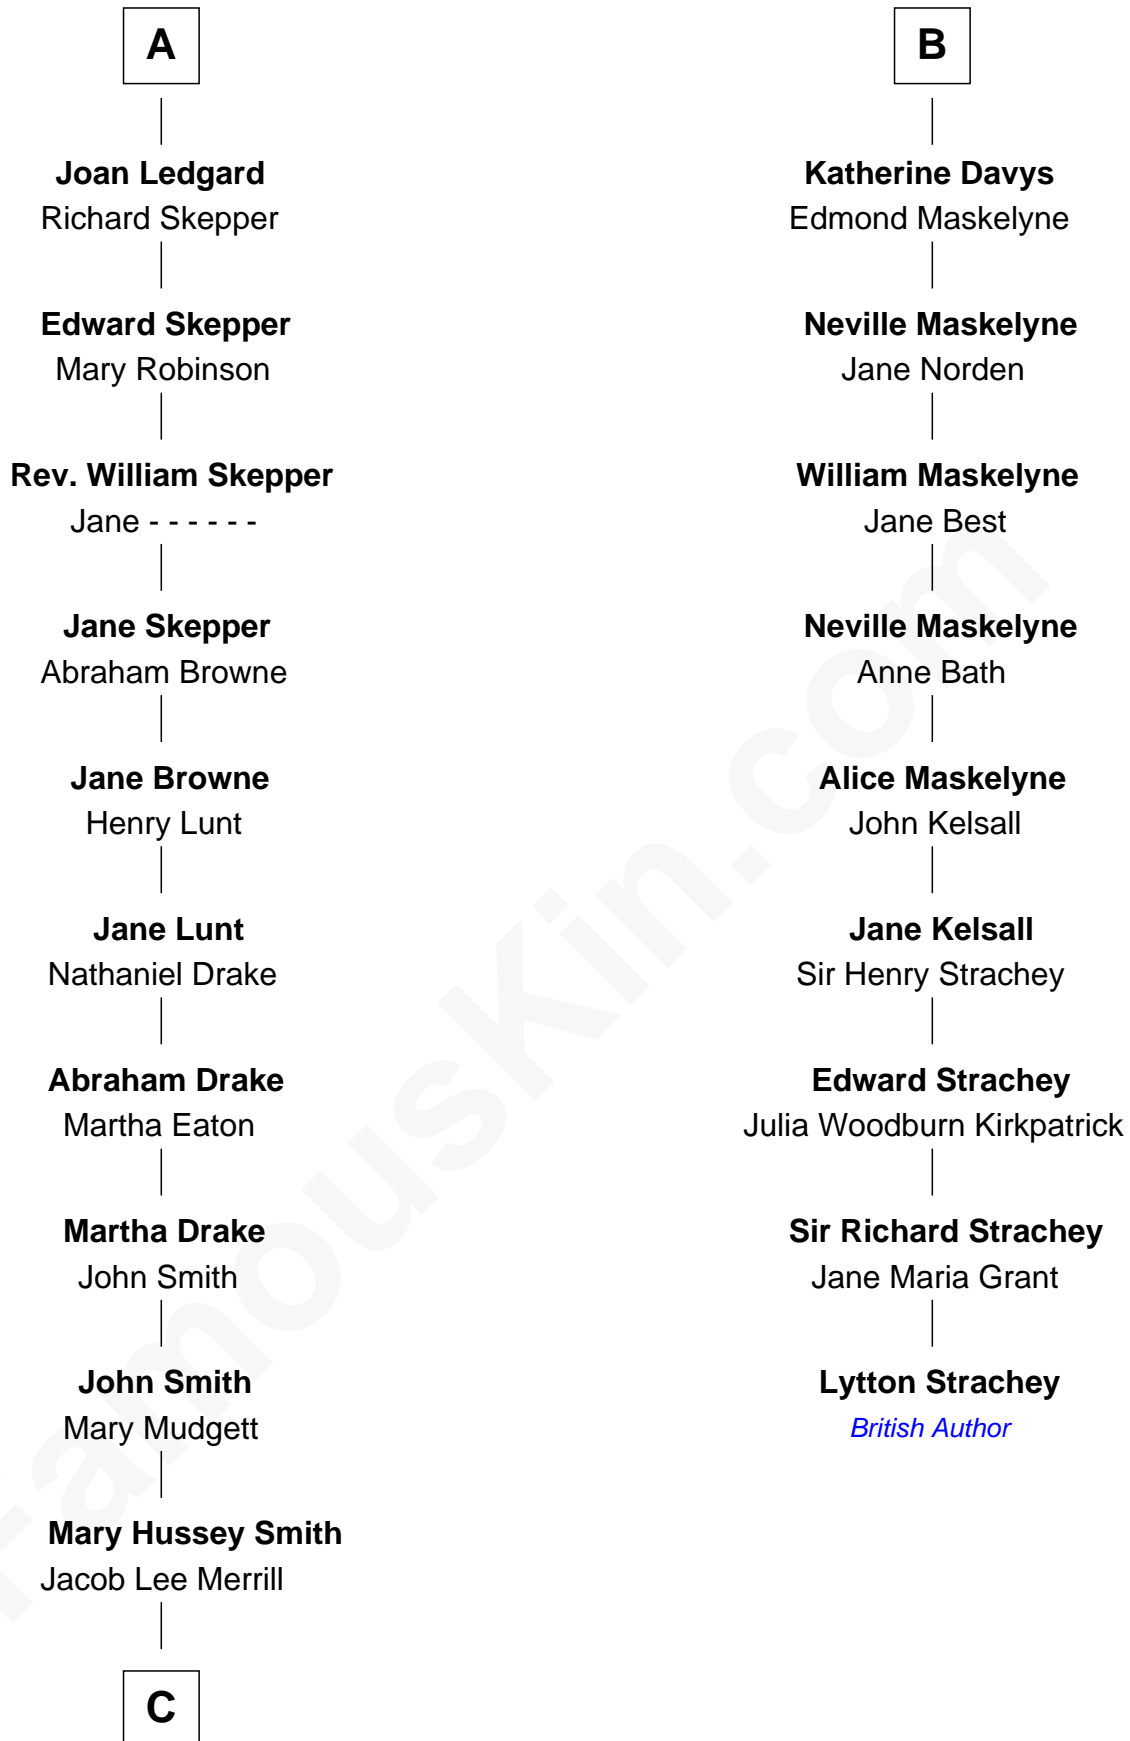 A
Joan Ledgard
Richard Skepper
Edward Skepper
Mary Robinson
Rev. William Skepper
Jane - - - - - -
Jane Skepper
Abraham Browne
Jane Browne
Henry Lunt
Jane Lunt
Nathaniel Drake
Abraham Drake
Martha Eaton
Martha Drake
John Smith
John Smith
Mary Mudgett
Mary Hussey Smith
Jacob Lee Merrill
C
B
Katherine Davys
Edmond Maskelyne
Neville Maskelyne
Jane Norden
William Maskelyne
Jane Best
Neville Maskelyne
Anne Bath
Alice Maskelyne
John Kelsall
Jane Kelsall
Sir Henry Strachey
Edward Strachey
Julia Woodburn Kirkpatrick
Sir Richard Strachey
Jane Maria Grant
Lytton Strachey
British Author
FamousKin.com